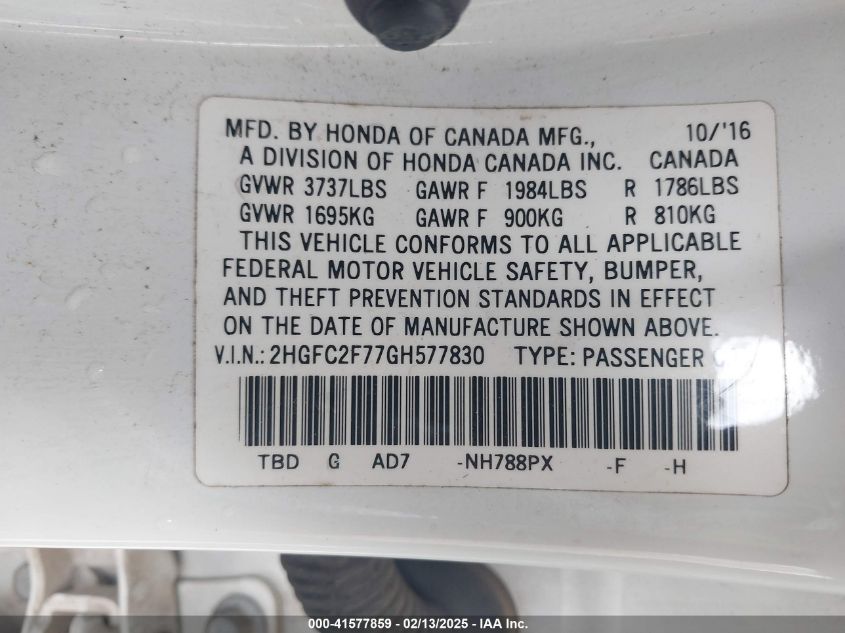 MFD. BY HONDA OF CANADA MFG., 10/'16
A DIVISION OF HONDA CANADA INC. CANADA
GVWR 3737LBS GAWR F 1984LBS R 1786LBS
GVWR 1695KG GAWR F 900KG R 810KG
THIS VEHICLE CONFORMS TO ALL APPLICABLE
FEDERAL MOTOR VEHICLE SAFETY, BUMPER,
AND THEFT PREVENTION STANDARDS IN EFFECT
ON THE DATE OF MANUFACTURE SHOWN ABOVE.
V.I.N.: 2HGFC2F77GH577830 TYPE: PASSENGER
TBD G AD7 -NH788PX -F -H
000-41577859 - 02/13/2025 - IAA Inc.